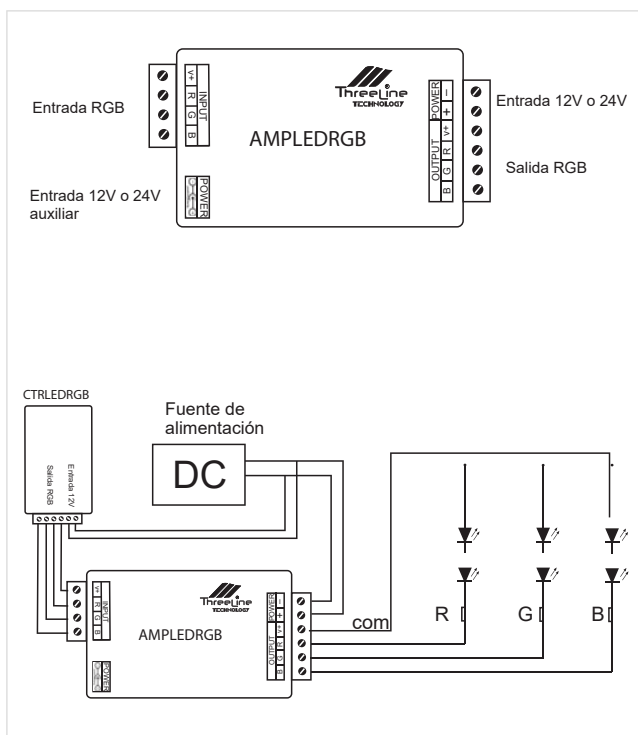 ThreeLine
TECHNOLOGY
Entrada RGB
V+ R G B
INPUT
AMPLEDRGB
POWER
− +
OUTPUT
V+ R G B
Entrada 12V o 24V
Salida RGB
Entrada 12V o 24V
auxiliar
POWER
CTRLEDRGB
Entrada 12V
Salida RGB
Fuente de
alimentación
DC
V+ R G B
INPUT
ThreeLine
TECHNOLOGY
AMPLEDRGB
POWER
− +
OUTPUT
V+ R G B
POWER
com
R
G
B